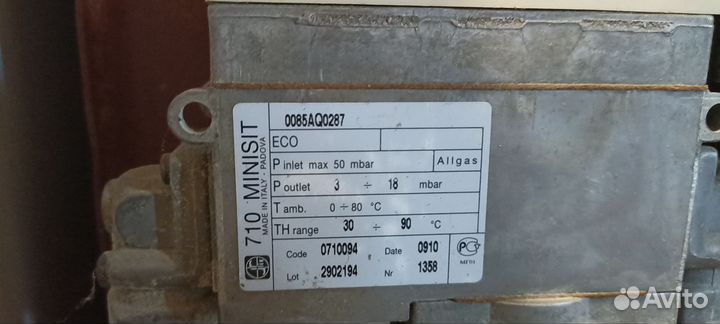 710 MINISIT
MADE IN ITALY - PADOVA
0085AQ0287
ECO
P inlet max 50 mbar Allgas
P outlet 3 ÷ 18 mbar
T amb. 0 ÷ 80 °C
TH range 30 ÷ 90 °C
Code 0710094 Date 0910
Lot 2902194 Nr 1358
МГ01
Avito